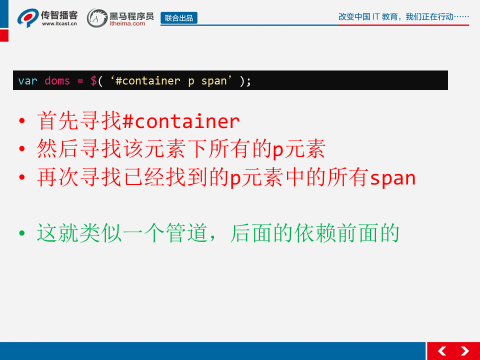 传智播客
www.itcast.cn
黑马程序员
itheima.com
联合出品
改变中国 IT 教育，我们正在行动……
var doms = $( ‘#container p span’ );
• 首先寻找#container
• 然后寻找该元素下所有的p元素
• 再次寻找已经找到的p元素中的所有span
• 这就类似一个管道，后面的依赖前面的